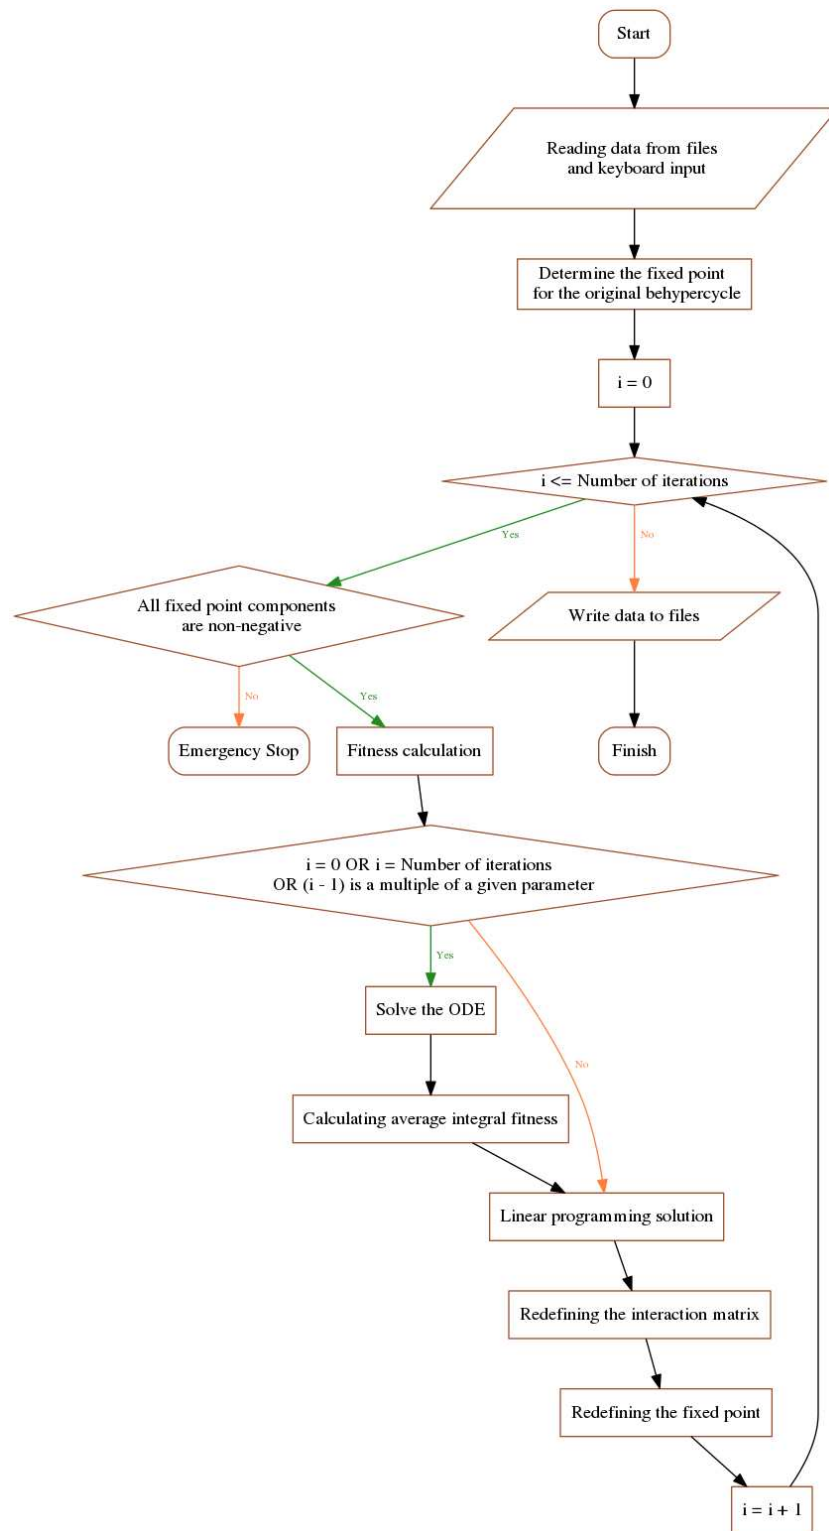 Start
Reading data from files
and keyboard input
Determine the fixed point
for the original behypercycle
i = 0
i <= Number of iterations
Yes
No
All fixed point components
are non-negative
Write data to files
No
Yes
Emergency Stop
Fitness calculation
Finish
i = 0 OR i = Number of iterations
OR (i - 1) is a multiple of a given parameter
Yes
Solve the ODE
No
Calculating average integral fitness
Linear programming solution
Redefining the interaction matrix
Redefining the fixed point
i = i + 1